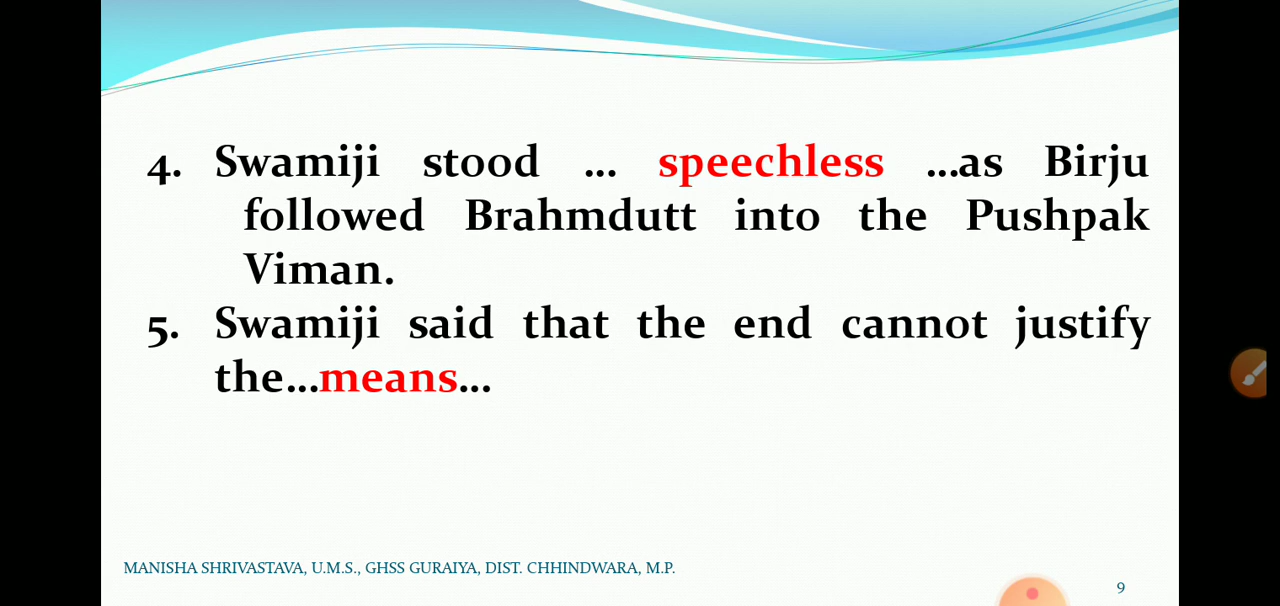 4. Swamiji stood ... speechless ...as Birju
followed Brahmdutt into the Pushpak
Viman.
5. Swamiji said that the end cannot justify
the...means...
MANISHA SHRIVASTAVA, U.M.S., GHSS GURAIYA, DIST. CHHINDWARA, M.P.
9